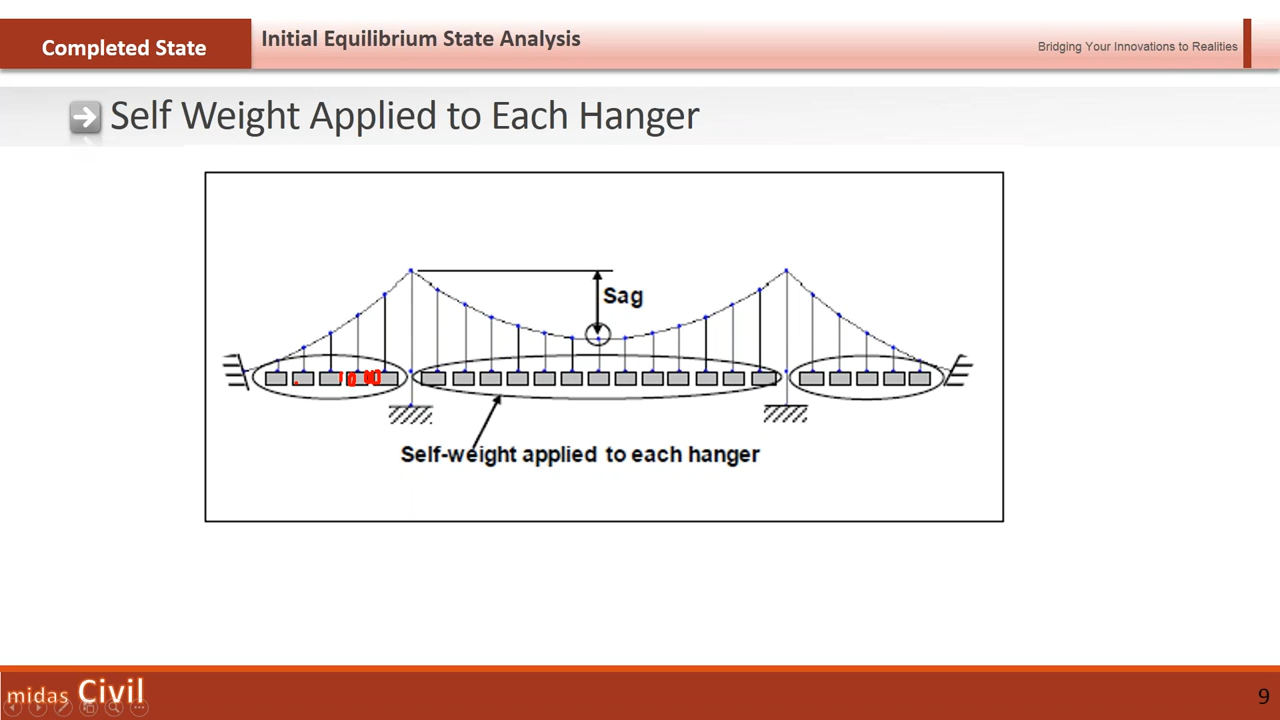 Completed State
Initial Equilibrium State Analysis
Bridging Your Innovations to Realities
Self Weight Applied to Each Hanger
Sag
Self-weight applied to each hanger
midas Civil
9